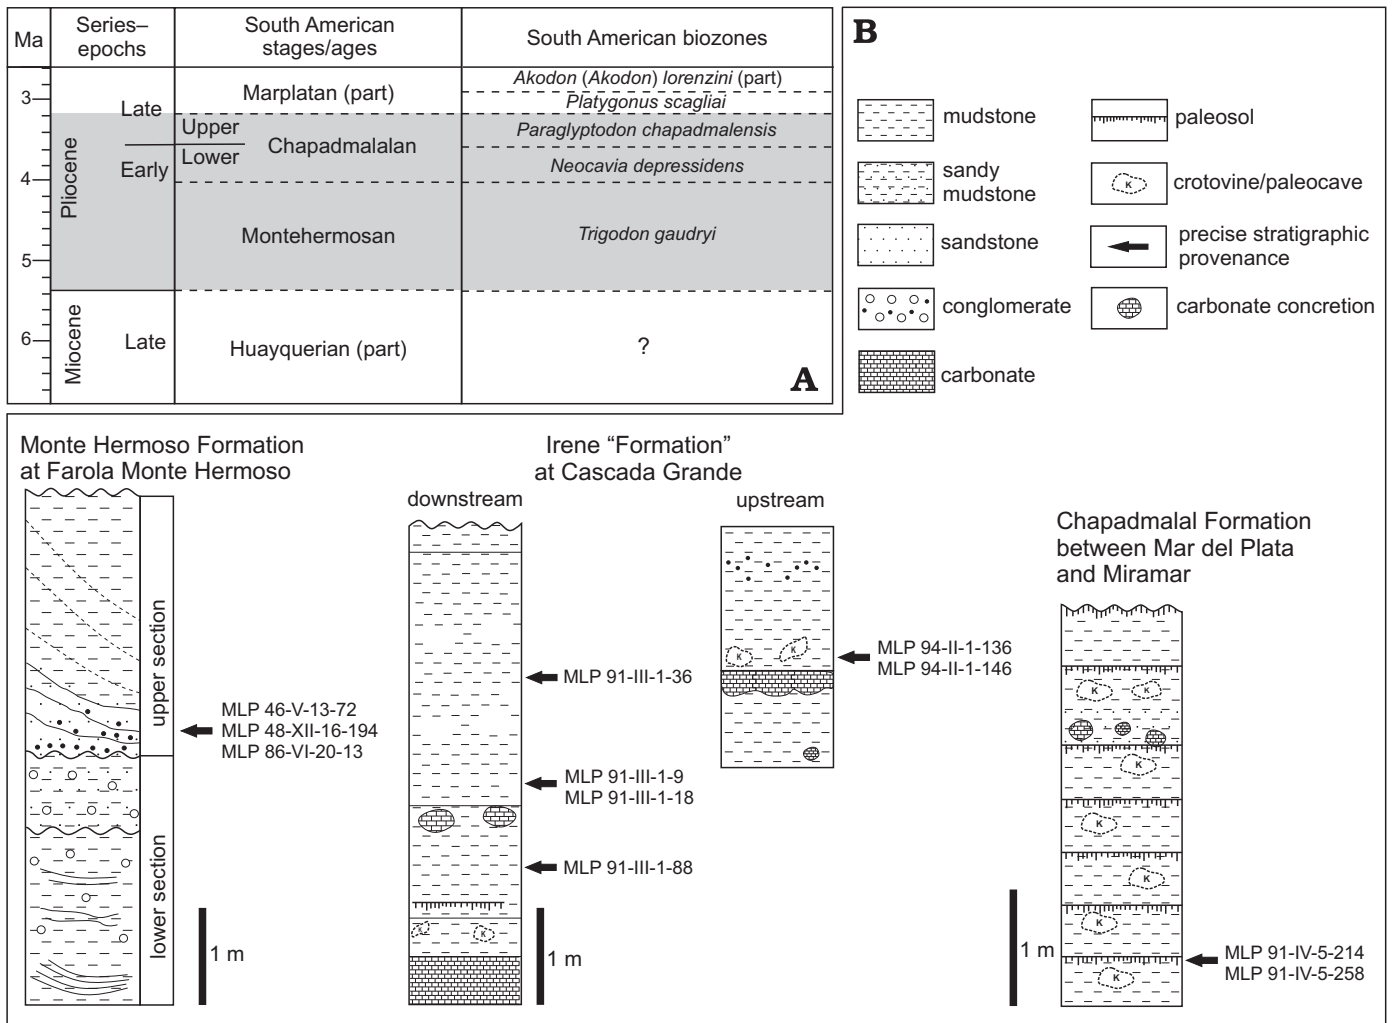 Ma
Series–
epochs
South American
stages/ages
South American biozones
3
4
5
6
Pliocene
Miocene
Late
Early
Late
Upper
Lower
Marplatan (part)
Chapadmalalan
Montehermosan
Huayquerian (part)
Akodon (Akodon) lorenzini (part)
Platygonus scagliai
Paraglyptodon chapadmalensis
Neocavia depressidens
Trigodon gaudryi
?
A
B
mudstone
sandy
mudstone
sandstone
conglomerate
carbonate
paleosol
K
crotovine/paleocave
precise stratigraphic
provenance
carbonate concretion
Monte Hermoso Formation
at Farola Monte Hermoso
upper section
lower section
MLP 46-V-13-72
MLP 48-XII-16-194
MLP 86-VI-20-13
1 m
Irene “Formation”
at Cascada Grande
downstream
MLP 91-III-1-36
MLP 91-III-1-9
MLP 91-III-1-18
MLP 91-III-1-88
K
K
1 m
upstream
K
K
MLP 94-II-1-136
MLP 94-II-1-146
Chapadmalal Formation
between Mar del Plata
and Miramar
K
K
K
K
K
K
K
1 m
MLP 91-IV-5-214
MLP 91-IV-5-258